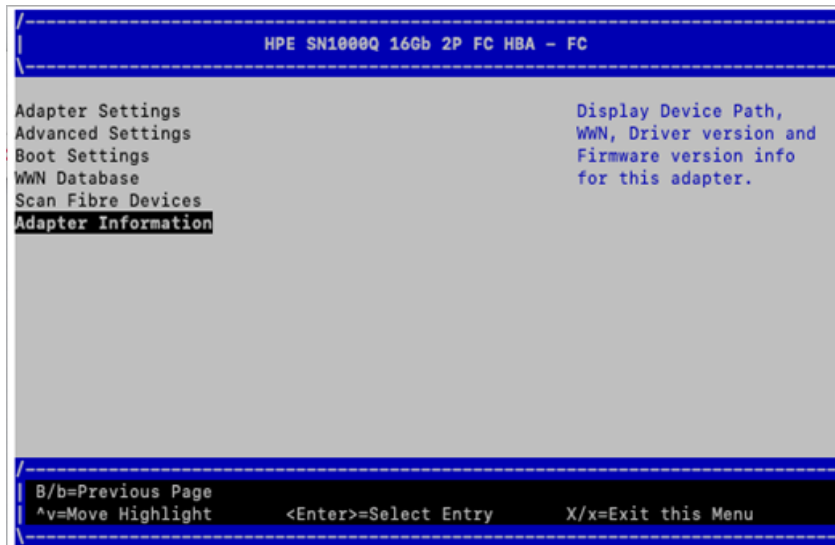 /------------------------------------------------------------------------------
| HPE SN1000Q 16Gb 2P FC HBA - FC
\------------------------------------------------------------------------------
Adapter Settings Display Device Path,
Advanced Settings WWN, Driver version and
Boot Settings Firmware version info
WWN Database for this adapter.
Scan Fibre Devices
Adapter Information
/------------------------------------------------------------------------------
| B/b=Previous Page
| ^v=Move Highlight <Enter>=Select Entry X/x=Exit this Menu
\------------------------------------------------------------------------------